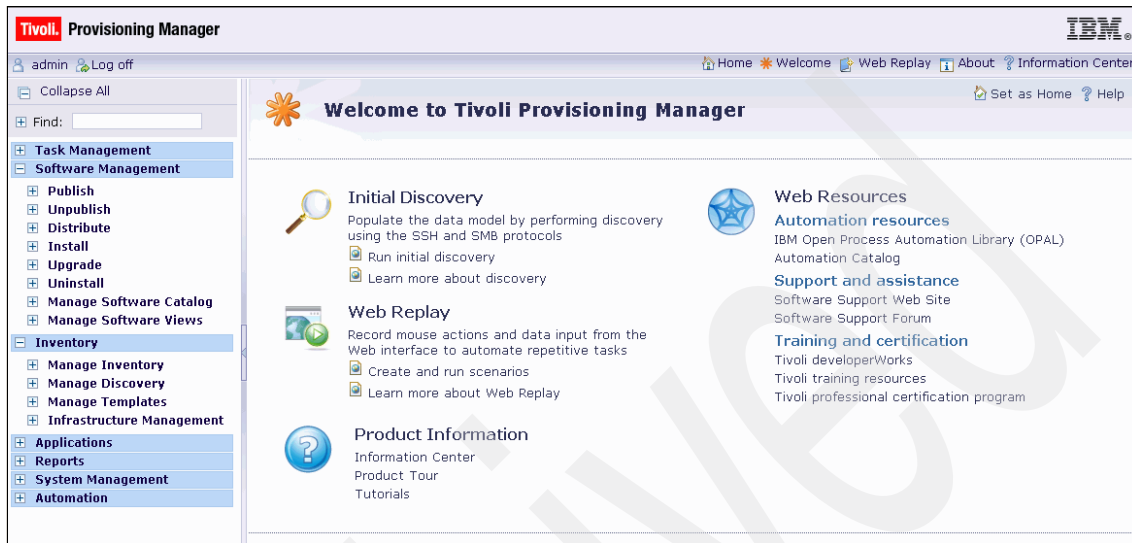 Tivoli. Provisioning Manager
IBM®
admin Log off
Home Welcome Web Replay About Information Center
Collapse All
Find:
Task Management
Software Management
Publish
Unpublish
Distribute
Install
Upgrade
Uninstall
Manage Software Catalog
Manage Software Views
Inventory
Manage Inventory
Manage Discovery
Manage Templates
Infrastructure Management
Applications
Reports
System Management
Automation
Set as Home Help
Welcome to Tivoli Provisioning Manager
Initial Discovery
Populate the data model by performing discovery
using the SSH and SMB protocols
Run initial discovery
Learn more about discovery
Web Replay
Record mouse actions and data input from the
Web interface to automate repetitive tasks
Create and run scenarios
Learn more about Web Replay
Product Information
Information Center
Product Tour
Tutorials
Web Resources
Automation resources
IBM Open Process Automation Library (OPAL)
Automation Catalog
Support and assistance
Software Support Web Site
Software Support Forum
Training and certification
Tivoli developerWorks
Tivoli training resources
Tivoli professional certification program